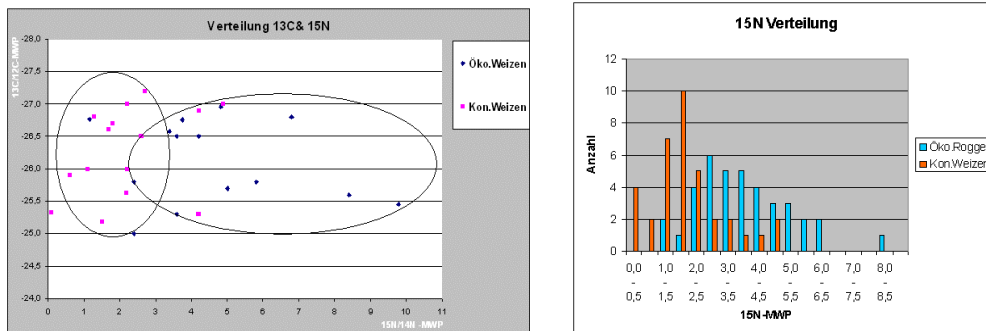 Verteilung 13C& 15N
13C/12C-MWP
-28,0
-27,5
-27,0
-26,5
-26,0
-25,5
-25,0
-24,5
-24,0
0 1 2 3 4 5 6 7 8 9 10 11
15N/14N -MWP
Öko.Weizen
Kon.Weizen
15N Verteilung
Anzahl
12
10
8
6
4
2
0
0,0 1,0 2,0 3,0 4,0 5,0 6,0 7,0 8,0
- - - - - - - - -
0,5 1,5 2,5 3,5 4,5 5,5 6,5 7,5 8,5
15N -MWP
Öko.Rogge
Kon.Weizen